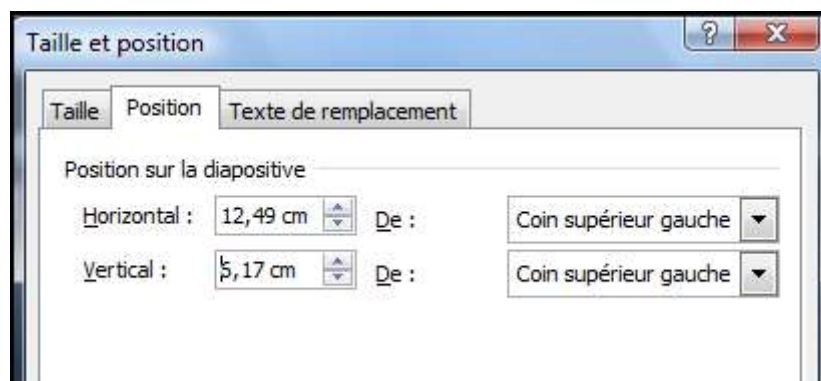 Taille et position
Taille Position Texte de remplacement
Position sur la diapositive
Horizontal : 12,49 cm De : Coin supérieur gauche
Vertical : 5,17 cm De : Coin supérieur gauche